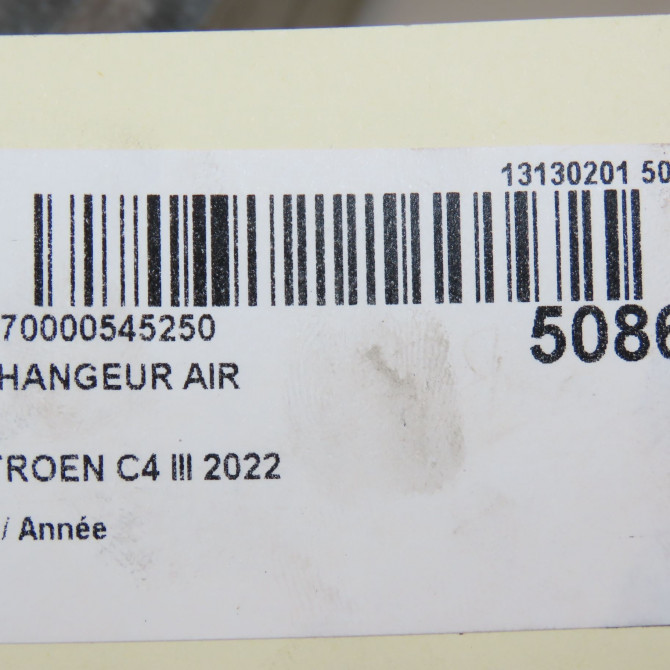 13130201 50
70000545250
5086
HANGEUR AIR
TROEN C4 III 2022
/ Année